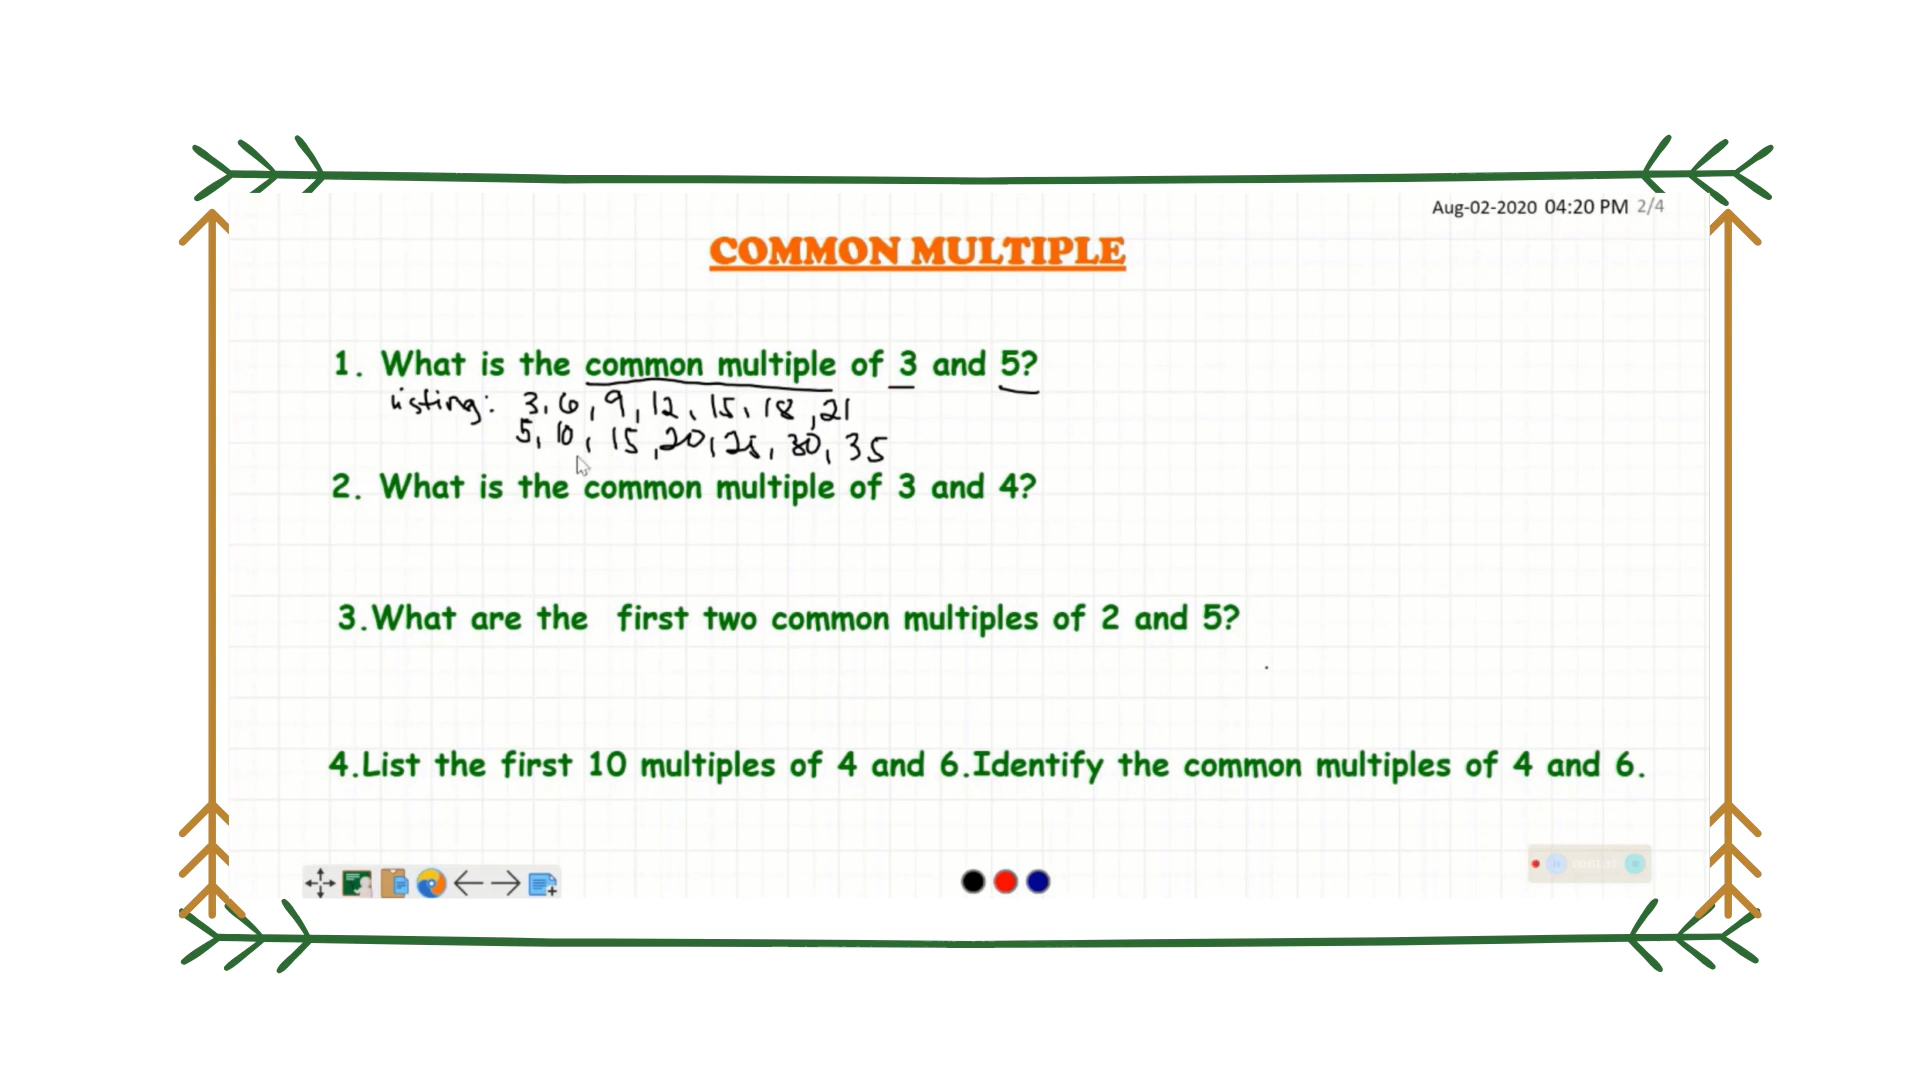 Aug-02-2020 04:20 PM 2/4
COMMON MULTIPLE
1. What is the common multiple of 3 and 5?
Listing: 3, 6, 9, 12, 15, 18, 21
5, 10, 15, 20, 25, 30, 35
2. What is the common multiple of 3 and 4?
3.What are the first two common multiples of 2 and 5?
4.List the first 10 multiples of 4 and 6.Identify the common multiples of 4 and 6.